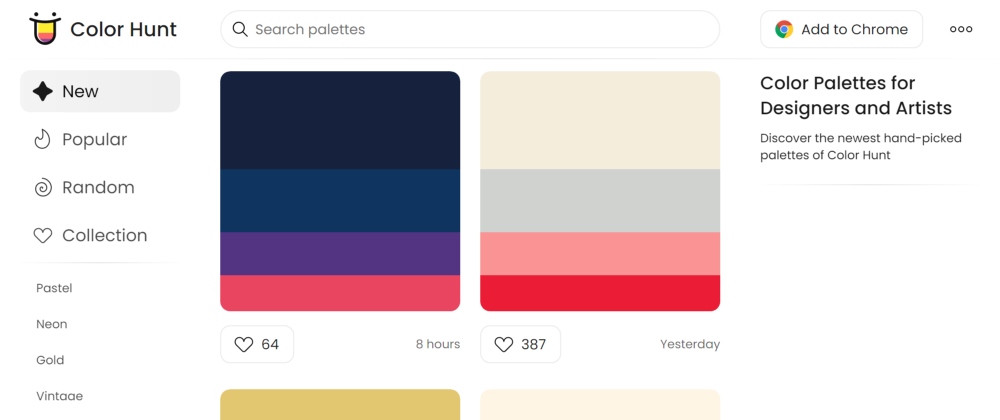 Color Hunt
Search palettes
Add to Chrome
New
Popular
Random
Collection
Pastel
Neon
Gold
Vintage
64
8 hours
387
Yesterday
Color Palettes for
Designers and Artists
Discover the newest hand-picked
palettes of Color Hunt